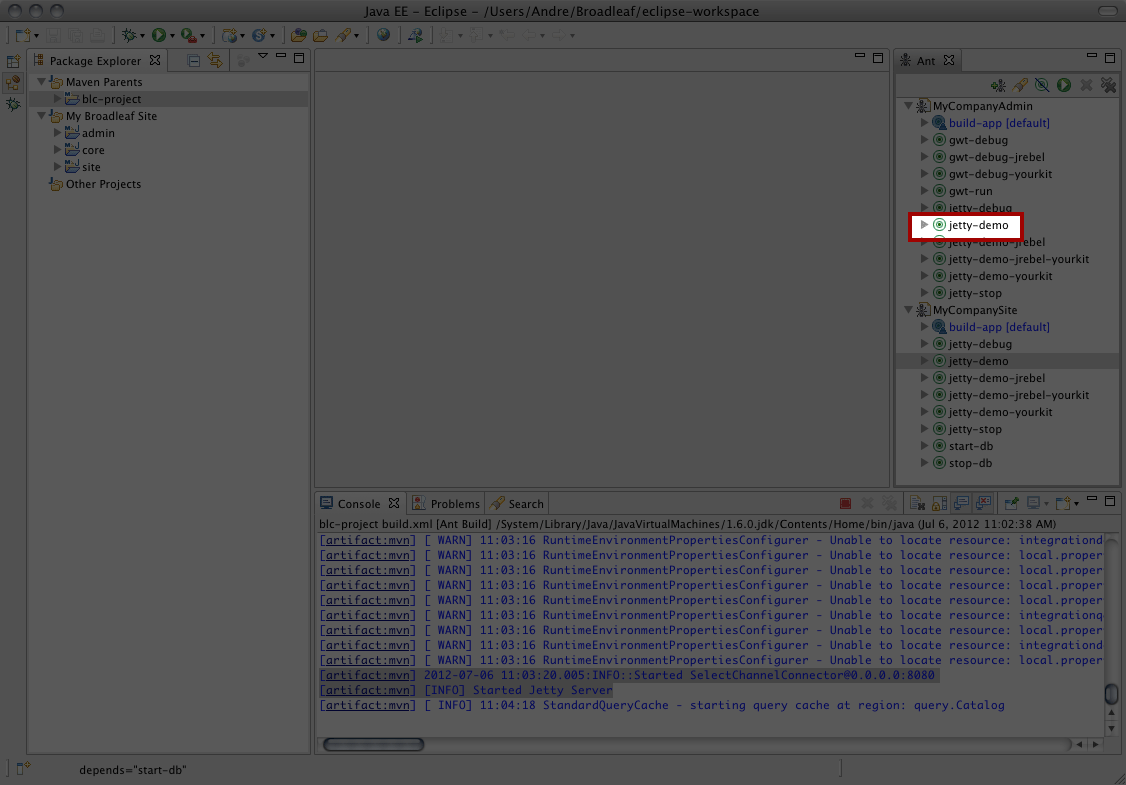 Java EE - Eclipse - /Users/Andre/Broadleaf/eclipse-workspace
Package Explorer
Maven Parents
blc-project
My Broadleaf Site
admin
core
site
Other Projects
Ant
MyCompanyAdmin
build-app [default]
gwt-debug
gwt-debug-jrebel
gwt-debug-yourkit
gwt-run
jetty-debug
jetty-demo
jetty-demo-jrebel
jetty-demo-jrebel-yourkit
jetty-demo-yourkit
jetty-stop
MyCompanySite
build-app [default]
jetty-debug
jetty-demo
jetty-demo-jrebel
jetty-demo-jrebel-yourkit
jetty-demo-yourkit
jetty-stop
start-db
stop-db
Console Problems Search
blc-project build.xml [Ant Build] /System/Library/Java/JavaVirtualMachines/1.6.0.jdk/Contents/Home/bin/java (Jul 6, 2012 11:02:38 AM)
[artifact:mvn] [ WARN] 11:03:16 RuntimeEnvironmentPropertiesConfigurer - Unable to locate resource: integrationd
[artifact:mvn] [ WARN] 11:03:16 RuntimeEnvironmentPropertiesConfigurer - Unable to locate resource: local.proper
[artifact:mvn] [ WARN] 11:03:16 RuntimeEnvironmentPropertiesConfigurer - Unable to locate resource: local.proper
[artifact:mvn] [ WARN] 11:03:16 RuntimeEnvironmentPropertiesConfigurer - Unable to locate resource: local.proper
[artifact:mvn] [ WARN] 11:03:16 RuntimeEnvironmentPropertiesConfigurer - Unable to locate resource: local.proper
[artifact:mvn] [ WARN] 11:03:16 RuntimeEnvironmentPropertiesConfigurer - Unable to locate resource: integrationq
[artifact:mvn] [ WARN] 11:03:16 RuntimeEnvironmentPropertiesConfigurer - Unable to locate resource: local.proper
[artifact:mvn] [ WARN] 11:03:16 RuntimeEnvironmentPropertiesConfigurer - Unable to locate resource: integrationd
[artifact:mvn] [ WARN] 11:03:16 RuntimeEnvironmentPropertiesConfigurer - Unable to locate resource: local.proper
[artifact:mvn] 2012-07-06 11:03:20.005:INFO::Started SelectChannelConnector@0.0.0.0:8080
[artifact:mvn] [INFO] Started Jetty Server
[artifact:mvn] [ INFO] 11:04:18 StandardQueryCache - starting query cache at region: query.Catalog
depends="start-db"